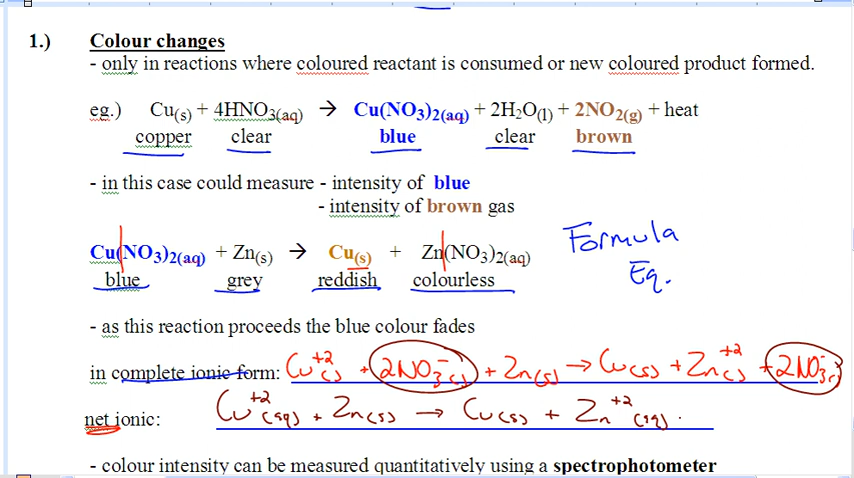 1.) Colour changes
- only in reactions where coloured reactant is consumed or new coloured product formed.
eg.) Cu(s) + 4HNO3(aq) → Cu(NO3)2(aq) + 2H2O(l) + 2NO2(g) + heat
copper clear blue clear brown
- in this case could measure - intensity of blue
- intensity of brown gas
Cu(NO3)2(aq) + Zn(s) → Cu(s) + Zn(NO3)2(aq) Formula
blue grey reddish colourless Eq.
- as this reaction proceeds the blue colour fades
in complete ionic form: Cu+2( ) + 2NO3-( ) + Zn(s) → Cu(s) + Zn+2( ) + 2NO3-( )
net ionic: Cu+2(aq) + Zn(s) → Cu(s) + Zn+2(aq).
- colour intensity can be measured quantitatively using a spectrophotometer